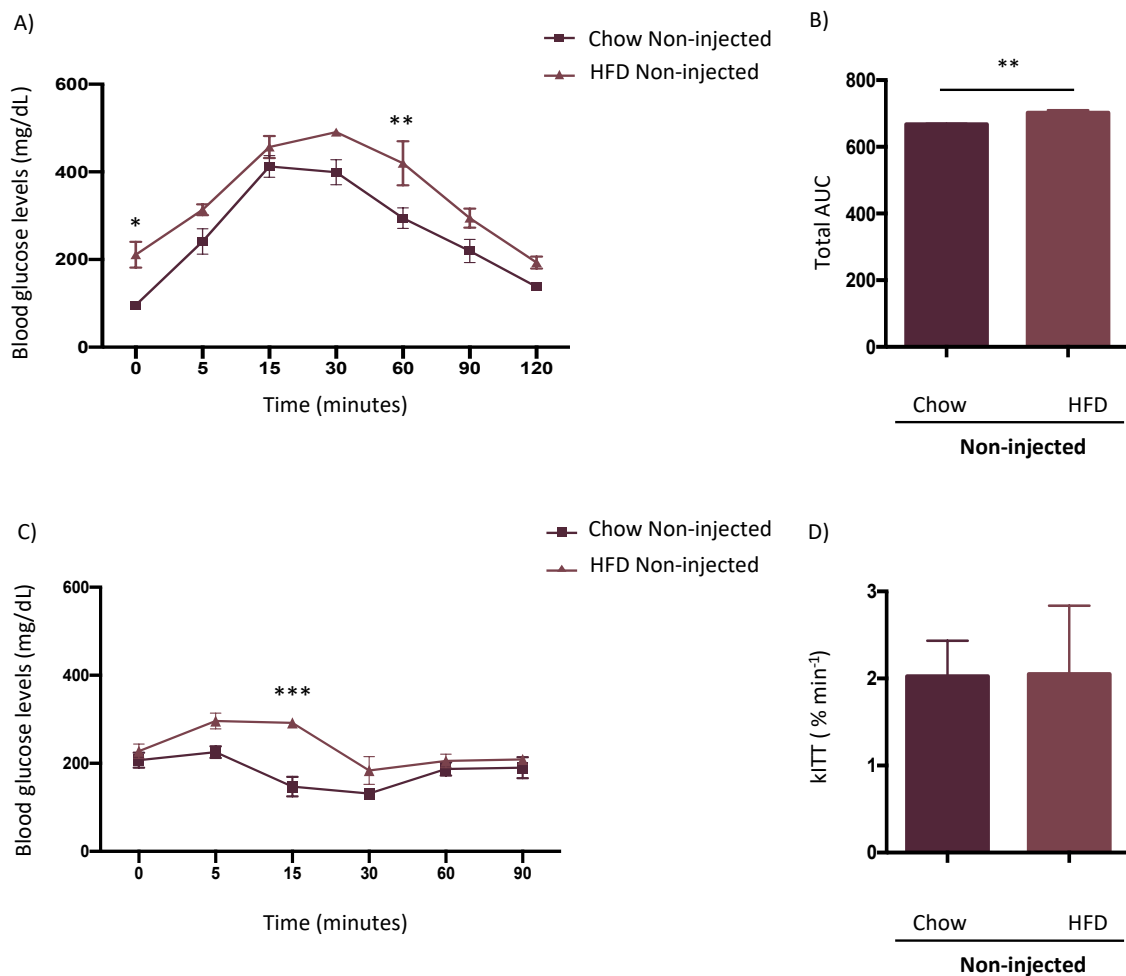 A)
Chow Non-injected
HFD Non-injected
Blood glucose levels (mg/dL)
600
400
200
0
*
**
0 5 15 30 60 90 120
Time (minutes)
B)
**
Total AUC
800
600
400
200
0
Chow HFD
Non-injected
C)
Chow Non-injected
HFD Non-injected
Blood glucose levels (mg/dL)
600
400
200
0
***
0 5 15 30 60 90
Time (minutes)
D)
kITT ( % min⁻¹)
3
2
1
0
Chow HFD
Non-injected